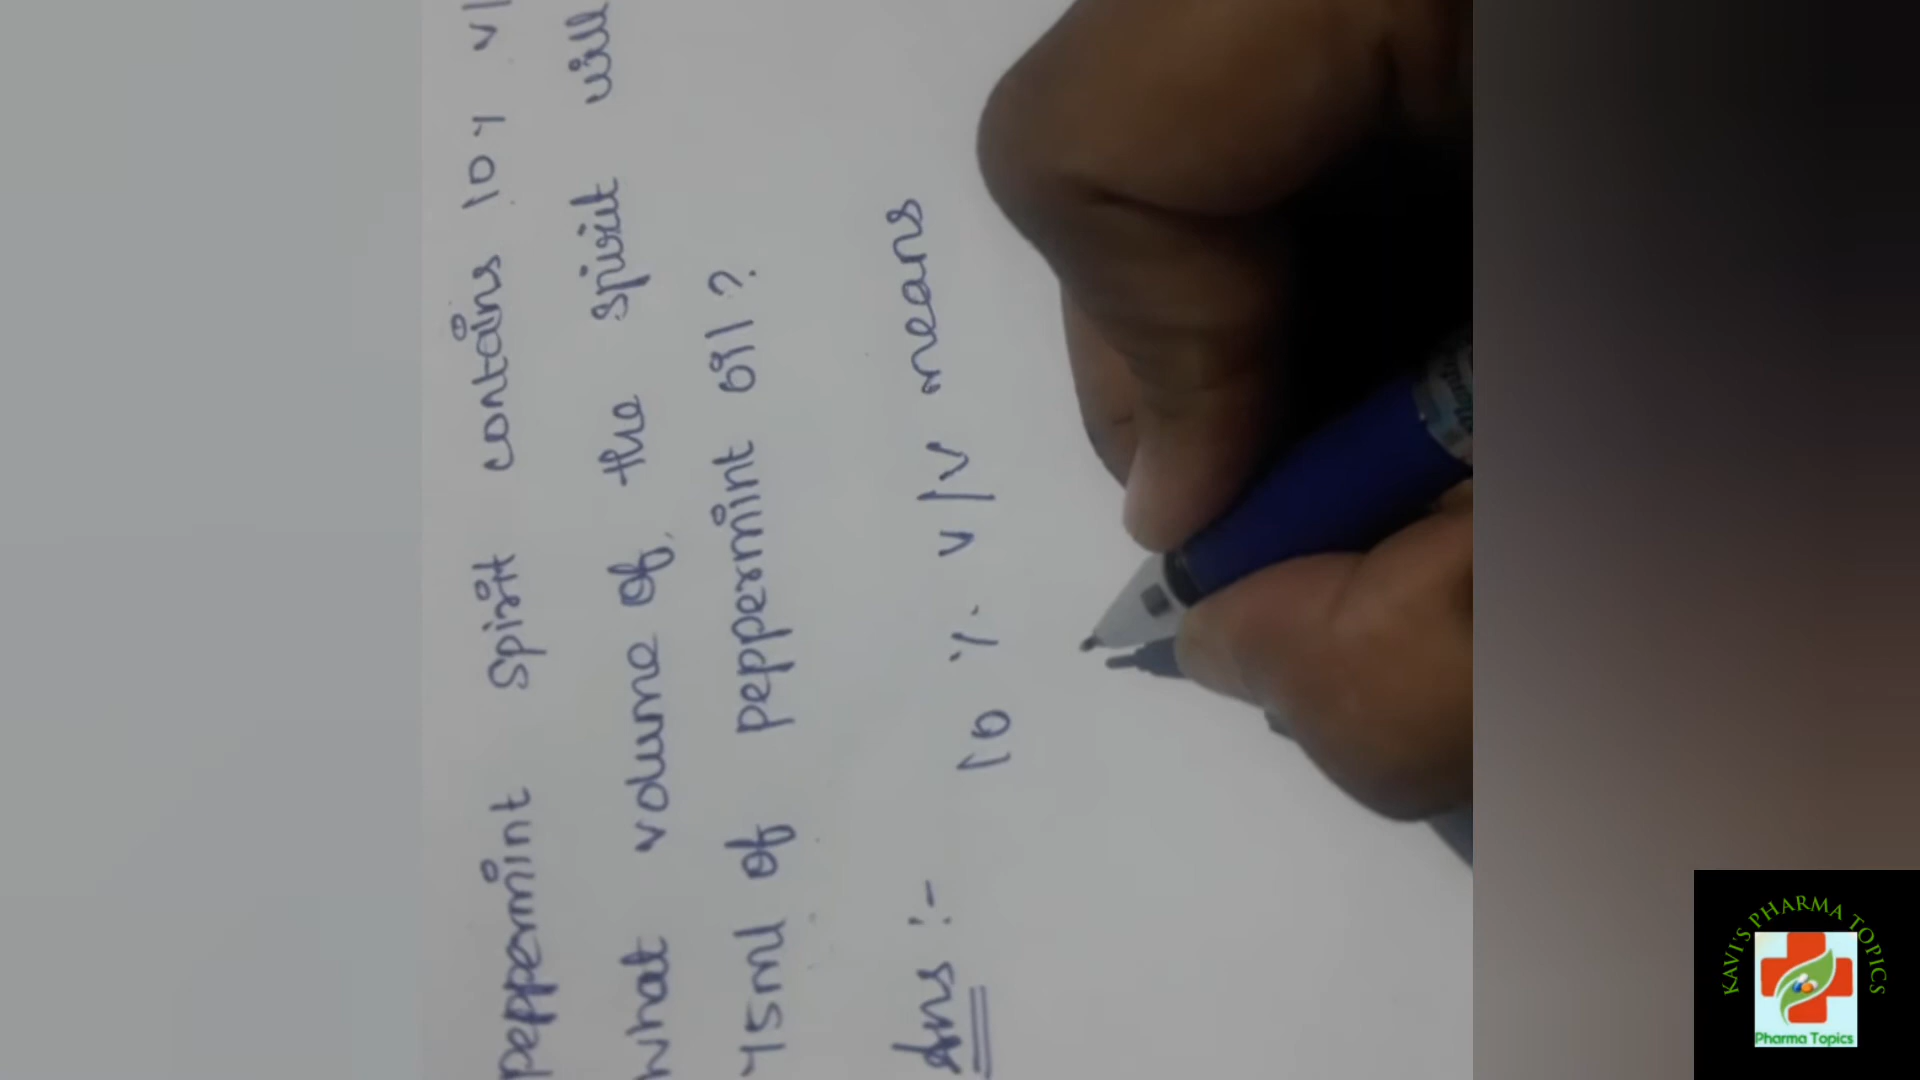 peppermint spirit contains 10% v/
what volume of the spirit will
75ml of peppermint oil?
Ans :- 10 % v/v means
KAVI'S PHARMA TOPICS
Pharma Topics